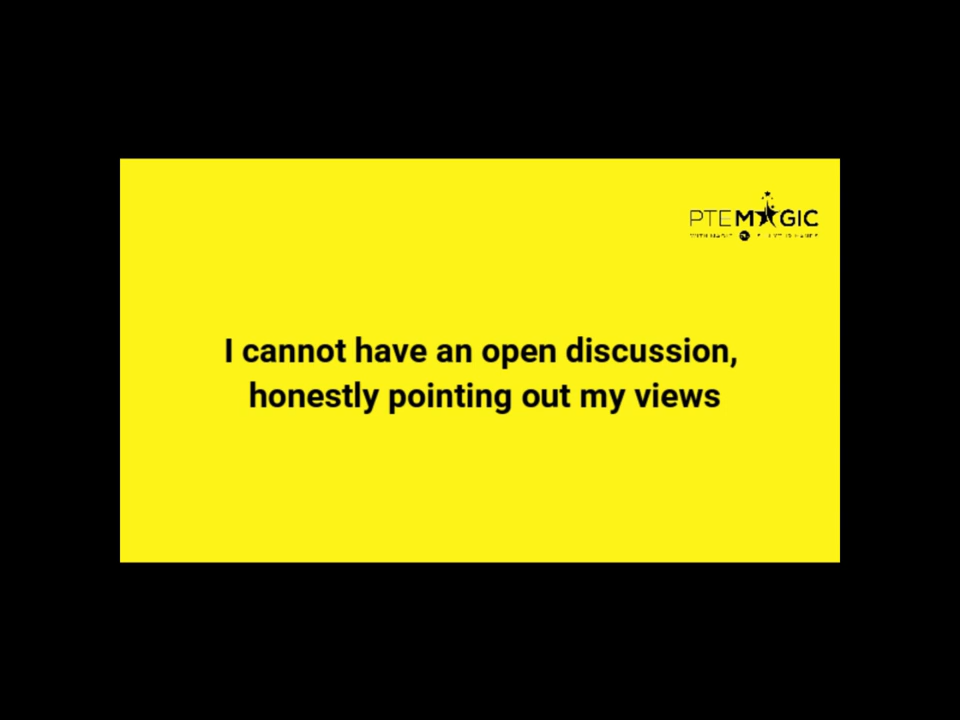 PTEMAGIC
I cannot have an open discussion,
honestly pointing out my views